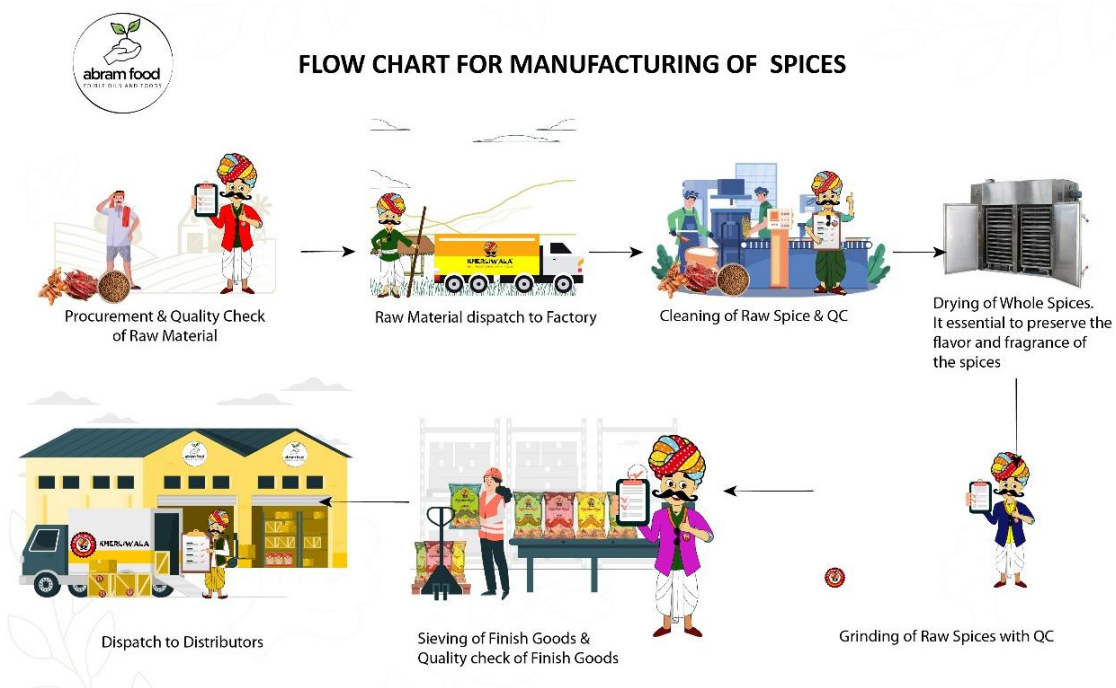 abram food
EDIBLE OILS AND FOODS
FLOW CHART FOR MANUFACTURING OF SPICES
KHERLIWALA
Procurement & Quality Check
of Raw Material
Raw Material dispatch to Factory
Cleaning of Raw Spice & QC
Drying of Whole Spices.
It essential to preserve the
flavor and fragrance of
the spices
abram food
abram food
KHERLIWALA
Dispatch to Distributors
Sieving of Finish Goods &
Quality check of Finish Goods
Grinding of Raw Spices with QC